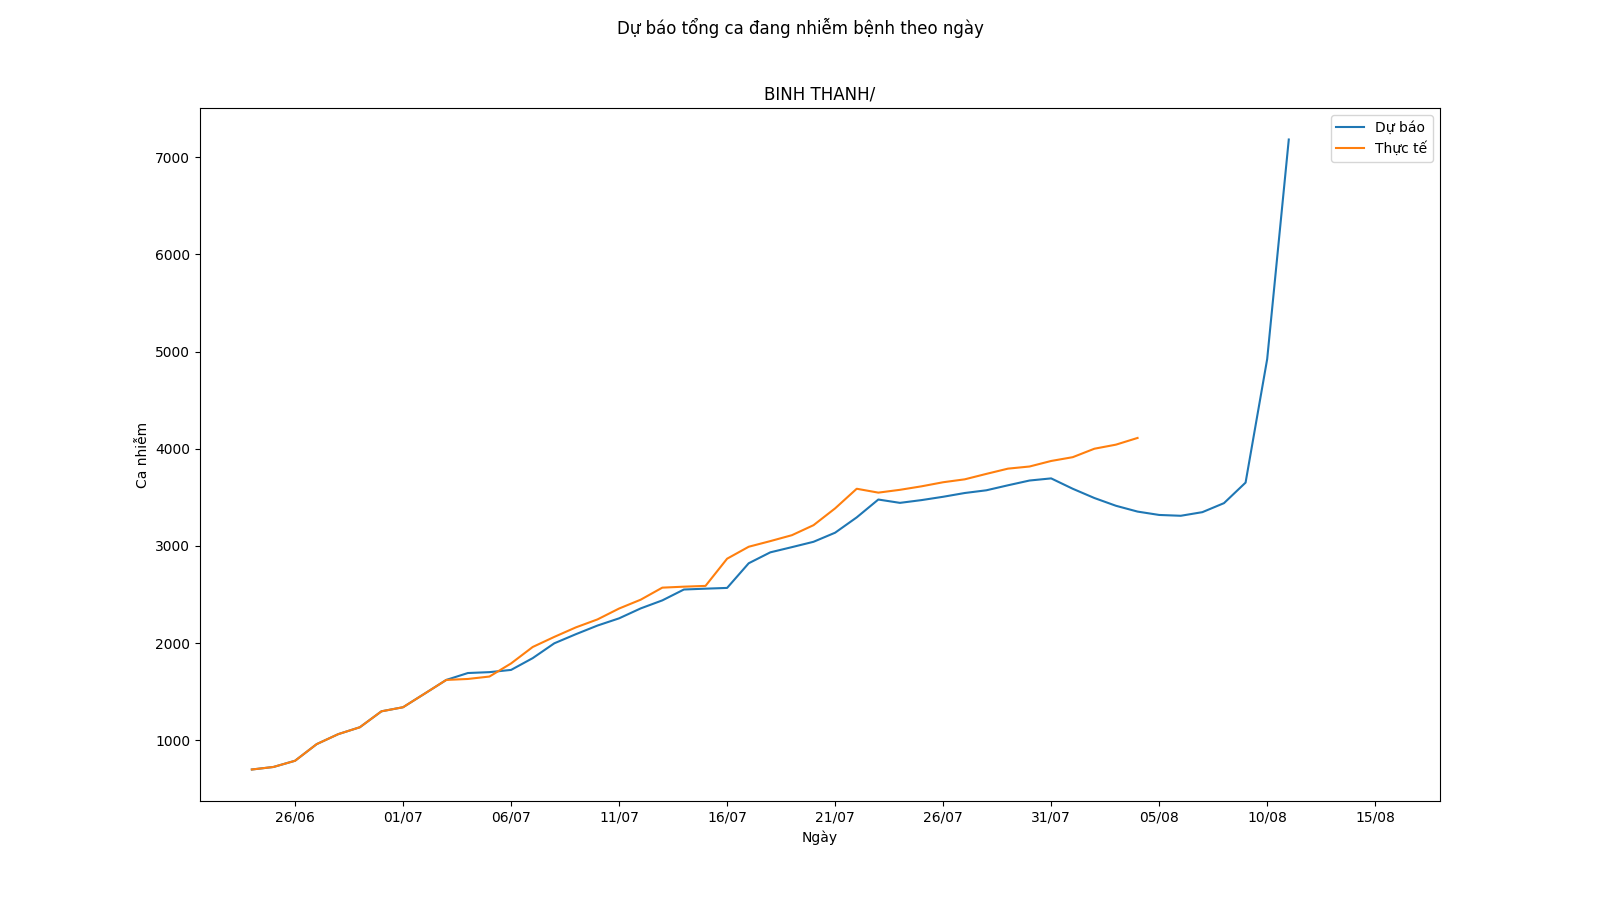 Dự báo tổng ca đang nhiễm bệnh theo ngày
BINH THANH/
Dự báo
Thực tế
7000
6000
5000
4000
3000
2000
1000
Ca nhiễm
26/06 01/07 06/07 11/07 16/07 21/07 26/07 31/07 05/08 10/08 15/08
Ngày